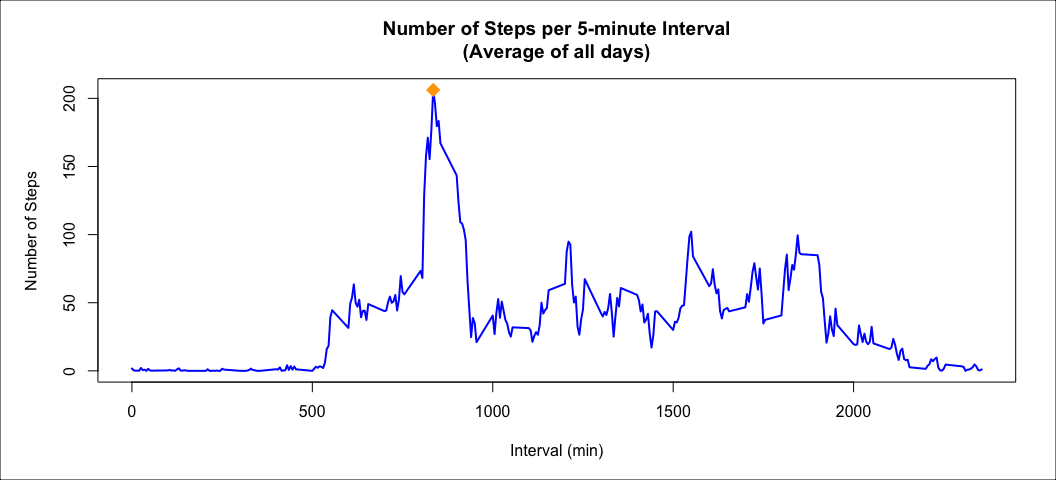 Number of Steps per 5-minute Interval
(Average of all days)
Number of Steps
200
150
100
50
0
0 500 1000 1500 2000
Interval (min)